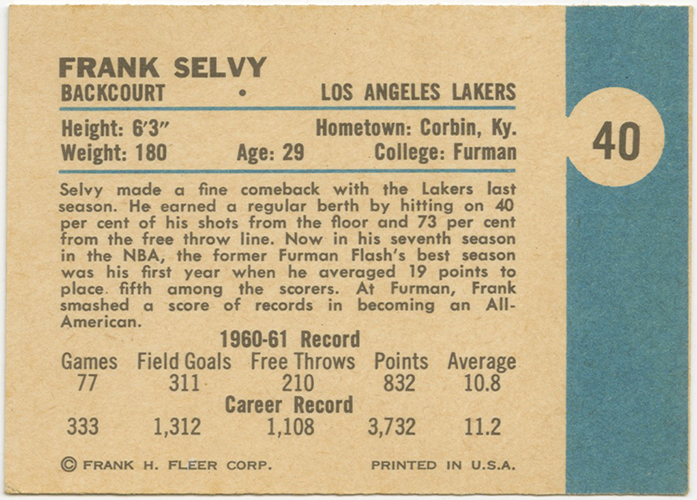 FRANK SELVY
BACKCOURT • LOS ANGELES LAKERS
Height: 6'3" Hometown: Corbin, Ky.
Weight: 180 Age: 29 College: Furman
40
Selvy made a fine comeback with the Lakers last
season. He earned a regular berth by hitting on 40
per cent of his shots from the floor and 73 per cent
from the free throw line. Now in his seventh season
in the NBA, the former Furman Flash's best season
was his first year when he averaged 19 points to
place fifth among the scorers. At Furman, Frank
smashed a score of records in becoming an All-
American.
1960-61 Record
Games Field Goals Free Throws Points Average
77 311 210 832 10.8
Career Record
333 1,312 1,108 3,732 11.2
© FRANK H. FLEER CORP. PRINTED IN U.S.A.